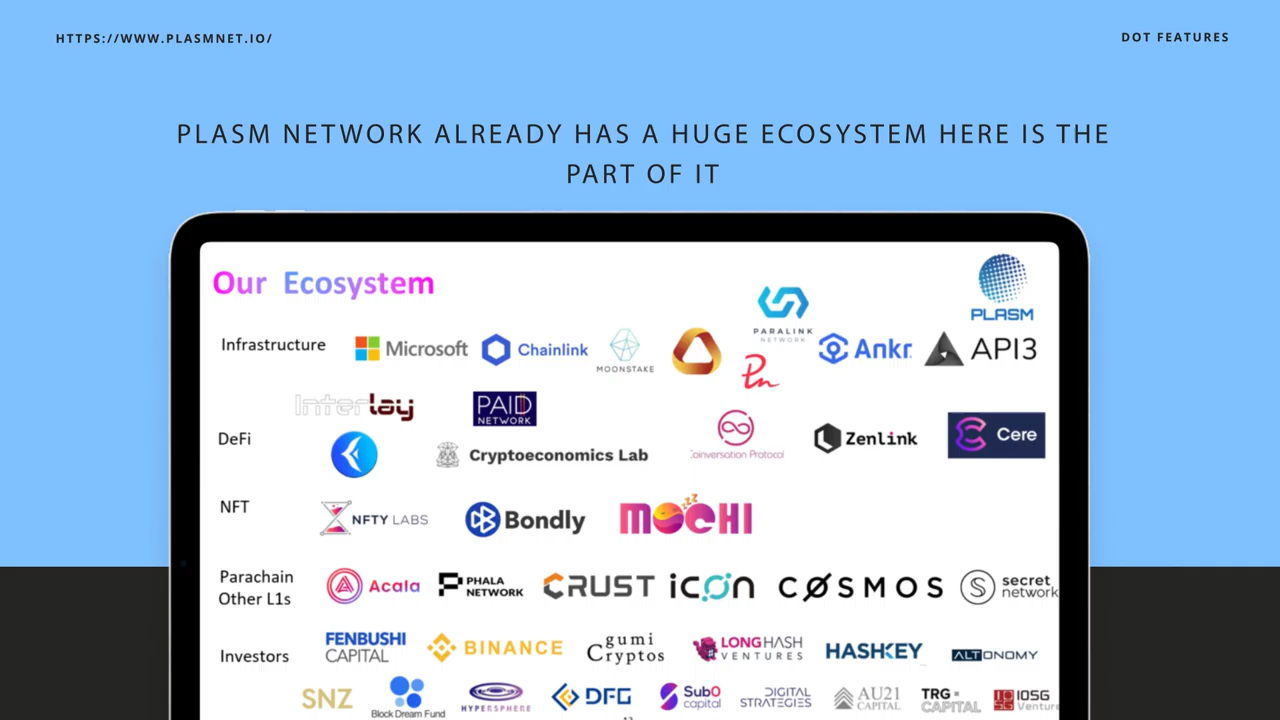 HTTPS://WWW.PLASMNET.IO/
DOT FEATURES
PLASM NETWORK ALREADY HAS A HUGE ECOSYSTEM HERE IS THE
PART OF IT
Our Ecosystem
PLASM
Infrastructure
Microsoft
Chainlink
MOONSTAKE
PARALINK
NETWORK
Ankr
API3
DeFi
Interlay
PAID
NETWORK
Cryptoeconomics Lab
Coinversation Protocol
Zenlink
Cere
NFT
NFTY LABS
Bondly
MOCHI
zzz
Parachain
Other L1s
Acala
PHALA
NETWORK
CRUST
ICON
COSMOS
secret
network
Investors
FENBUSHI
CAPITAL
BINANCE
gumi
Cryptos
LONGHASH
VENTURES
HASHKEY
ALTONOMY
SNZ
Block Dream Fund
HYPERSPHERE
DFG
SubO
capital
DIGITAL
STRATEGIES
AU21
CAPITAL
TRG
CAPITAL
IOSG
Venture